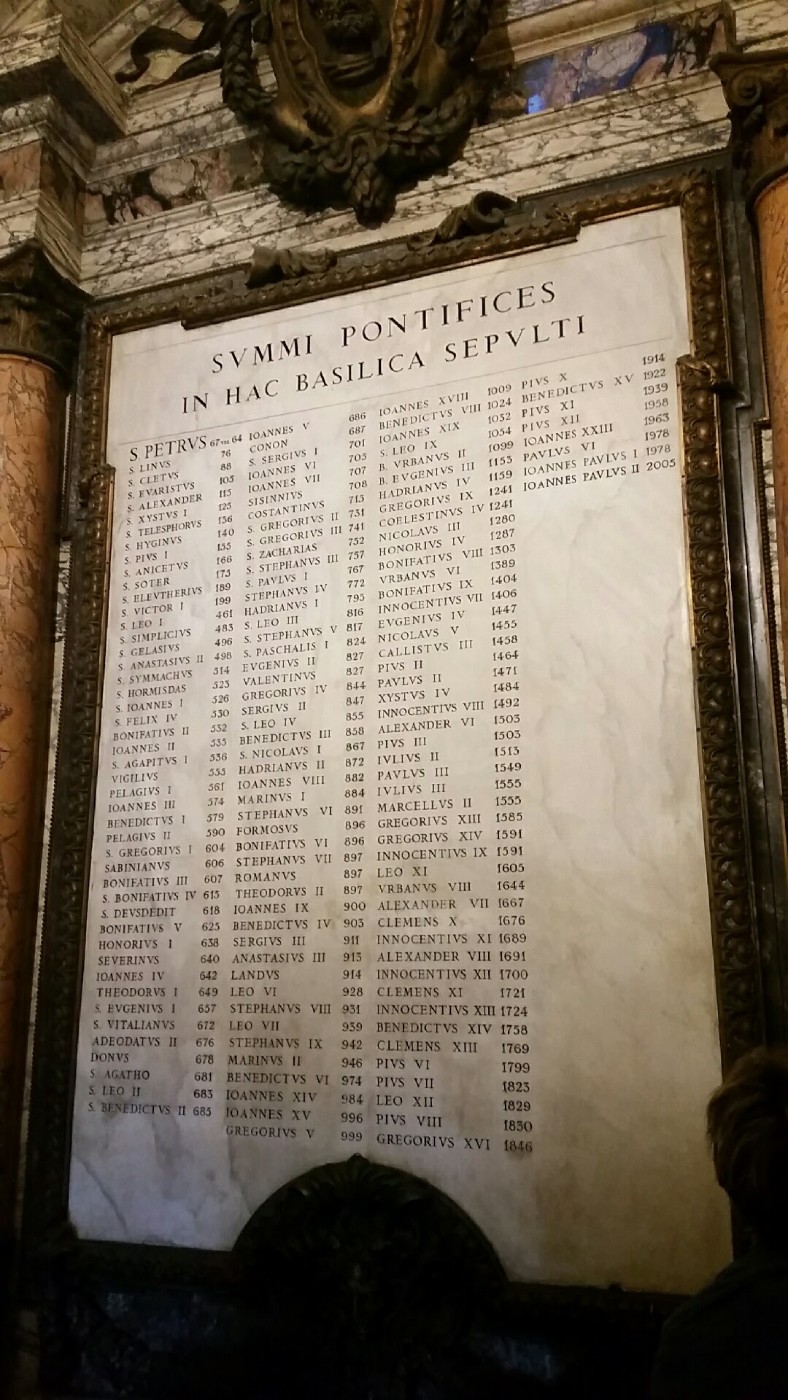 SVMMI PONTIFICES
IN HAC BASILICA SEPVLTI
S PETRVS 67 vel 64
S. LINVS 76
S. CLETVS 88
S. EVARISTVS 105
S. ALEXANDER 115
S. XYSTVS I 125
S. TELESPHORVS 136
S. HYGINVS 140
S. PIVS I 155
S. ANICETVS 166
S. SOTER 175
S. ELEVTHERIVS 189
S. VICTOR I 199
S. LEO I 461
S. SIMPLICIVS 483
S. GELASIVS 496
S. ANASTASIVS II 498
S. SYMMACHVS 514
S. HORMISDAS 523
S. IOANNES I 526
S. FELIX IV 530
BONIFATIVS II 532
IOANNES II 535
S. AGAPITVS I 536
VIGILIVS 555
PELAGIVS I 561
IOANNES III 574
BENEDICTVS I 579
PELAGIVS II 590
S. GREGORIVS I 604
SABINIANVS 606
BONIFATIVS III 607
S. BONIFATIVS IV 615
S. DEVSDEDIT 618
BONIFATIVS V 625
HONORIVS I 638
SEVERINVS 640
IOANNES IV 642
THEODORVS I 649
S. EVGENIVS I 657
S. VITALIANVS 672
ADEODATVS II 676
DONVS 678
S. AGATHO 681
S. LEO II 683
S. BENEDICTVS II 685
IOANNES V 686
CONON 687
S. SERGIVS I 701
IOANNES VI 705
IOANNES VII 707
SISINNIVS 708
COSTANTINVS 715
S. GREGORIVS II 731
S. GREGORIVS III 741
S. ZACHARIAS 752
S. STEPHANVS III 757
S. PAVLVS I 767
STEPHANVS IV 772
HADRIANVS I 795
S. LEO III 816
S. STEPHANVS V 817
S. PASCHALIS I 824
EVGENIVS II 827
VALENTINVS 827
GREGORIVS IV 844
SERGIVS II 847
S. LEO IV 855
BENEDICTVS III 858
S. NICOLAVS I 867
HADRIANVS II 872
IOANNES VIII 882
MARINVS I 884
STEPHANVS VI 891
FORMOSVS 896
BONIFATIVS VI 896
STEPHANVS VII 897
ROMANVS 897
THEODORVS II 897
IOANNES IX 900
BENEDICTVS IV 903
SERGIVS III 911
ANASTASIVS III 913
LANDVS 914
LEO VI 928
STEPHANVS VIII 931
LEO VII 939
STEPHANVS IX 942
MARINVS II 946
BENEDICTVS VI 974
IOANNES XIV 984
IOANNES XV 996
GREGORIVS V 999
IOANNES XVIII 1009
BENEDICTVS VIII 1024
IOANNES XIX 1032
S. LEO IX 1054
B. VRBANVS II 1099
B. EVGENIVS III 1153
HADRIANVS IV 1159
GREGORIVS IX 1241
COELESTINVS IV 1241
NICOLAVS III 1280
HONORIVS IV 1287
BONIFATIVS VIII 1303
VRBANVS VI 1389
BONIFATIVS IX 1404
INNOCENTIVS VII 1406
EVGENIVS IV 1447
NICOLAVS V 1455
CALLISTVS III 1458
PIVS II 1464
PAVLVS II 1471
XYSTVS IV 1484
INNOCENTIVS VIII 1492
ALEXANDER VI 1503
PIVS III 1503
IVLIVS II 1513
PAVLVS III 1549
IVLIVS III 1555
MARCELLVS II 1555
GREGORIVS XIII 1585
GREGORIVS XIV 1591
INNOCENTIVS IX 1591
LEO XI 1605
VRBANVS VIII 1644
ALEXANDER VII 1667
CLEMENS X 1676
INNOCENTIVS XI 1689
ALEXANDER VIII 1691
INNOCENTIVS XII 1700
CLEMENS XI 1721
INNOCENTIVS XIII 1724
BENEDICTVS XIV 1758
CLEMENS XIII 1769
PIVS VI 1799
PIVS VII 1823
LEO XII 1829
PIVS VIII 1830
GREGORIVS XVI 1846
PIVS X 1914
BENEDICTVS XV 1922
PIVS XI 1939
PIVS XII 1958
IOANNES XXIII 1963
PAVLVS VI 1978
IOANNES PAVLVS I 1978
IOANNES PAVLVS II 2005